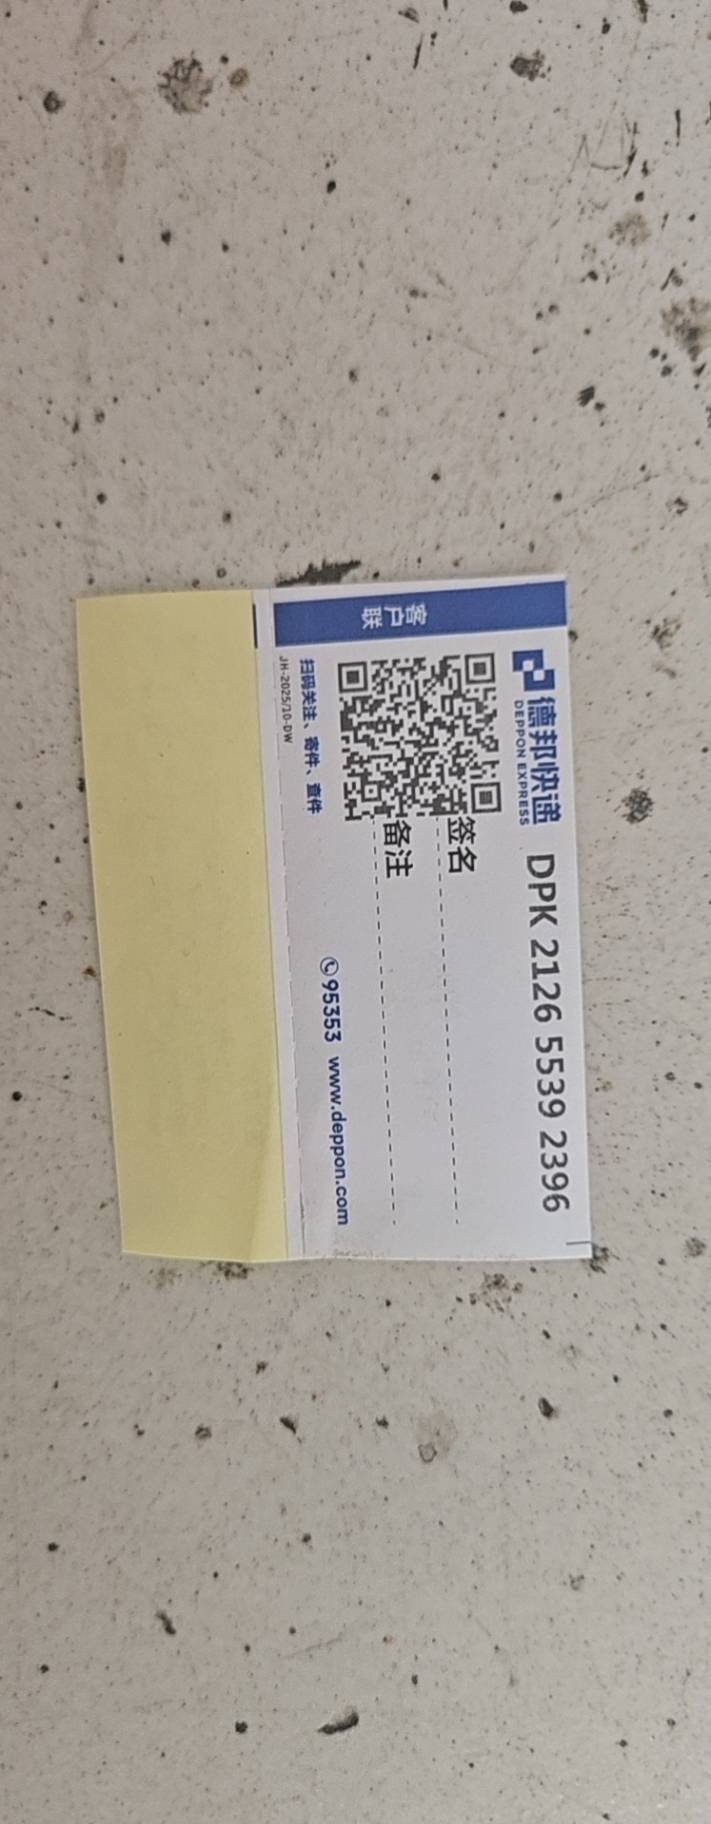 客户联
德邦快递
DEPPON EXPRESS
DPK 2126 5539 2396
签名
备注
扫码关注、寄件、查件
95353 www.deppon.com
JH-2025/10-DW